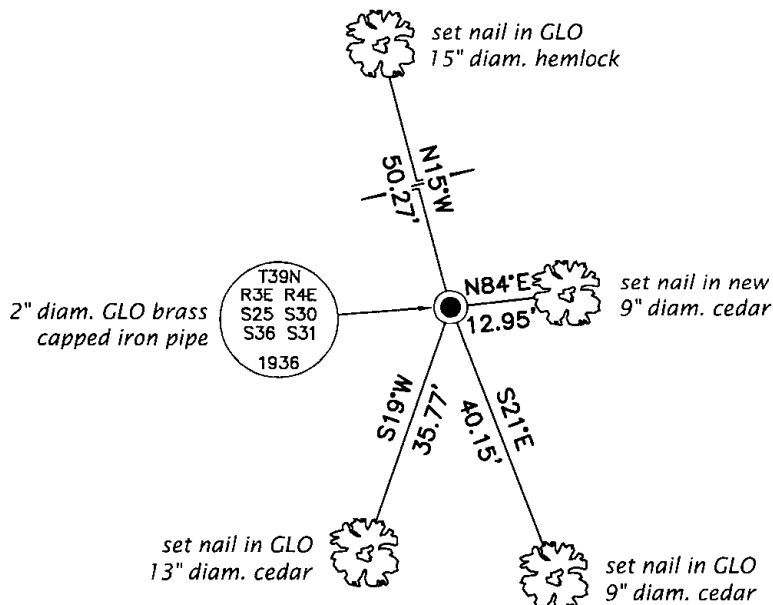 set nail in GLO
15" diam. hemlock
N15°W
50.27'
2" diam. GLO brass
capped iron pipe
T39N
R3E R4E
S25 S30
S36 S31
1936
N84°E
12.95'
set nail in new
9" diam. cedar
S19°W
35.77'
S21°E
40.15'
set nail in GLO
13" diam. cedar
set nail in GLO
9" diam. cedar